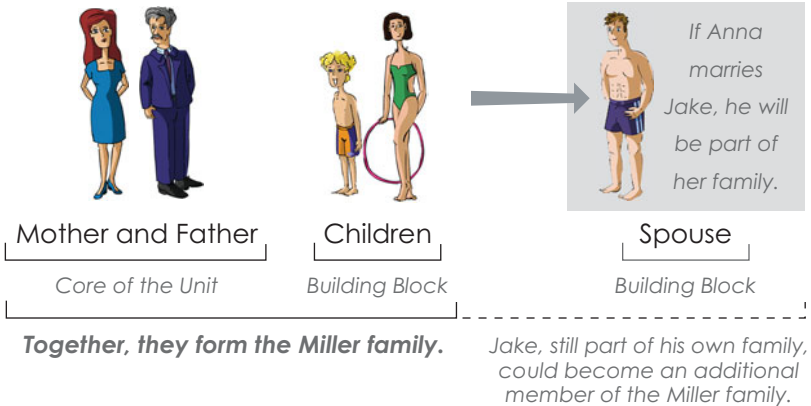 If Anna
marries
Jake, he will
be part of
her family.
Mother and Father
Children
Spouse
Core of the Unit
Building Block
Building Block
Together, they form the Miller family.
Jake, still part of his own family,
could become an additional
member of the Miller family.